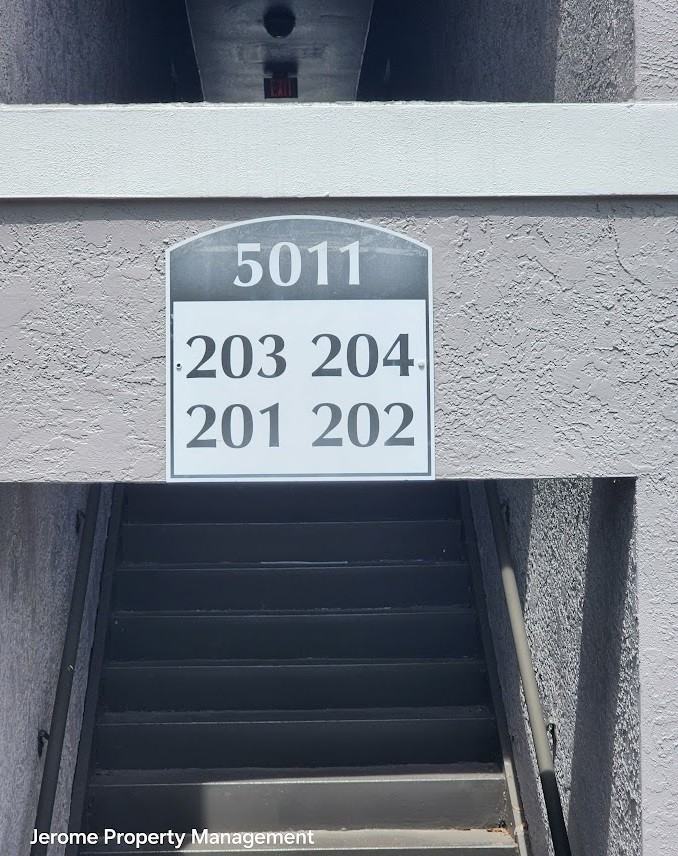 EXIT
5011
203 204
201 202
Jerome Property Management